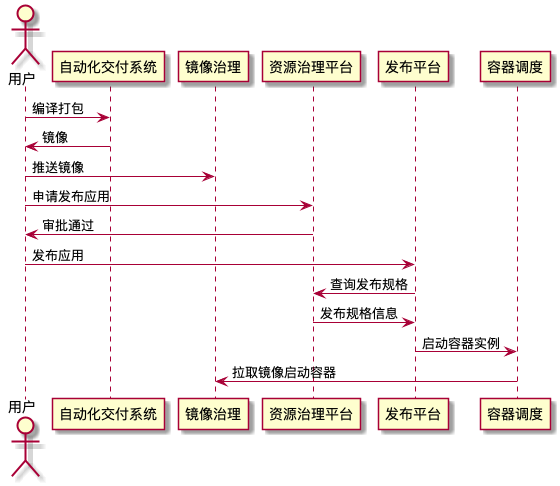 用户
自动化交付系统
镜像治理
资源治理平台
发布平台
容器调度
编译打包
镜像
推送镜像
申请发布应用
审批通过
发布应用
查询发布规格
发布规格信息
启动容器实例
拉取镜像启动容器
用户
自动化交付系统
镜像治理
资源治理平台
发布平台
容器调度